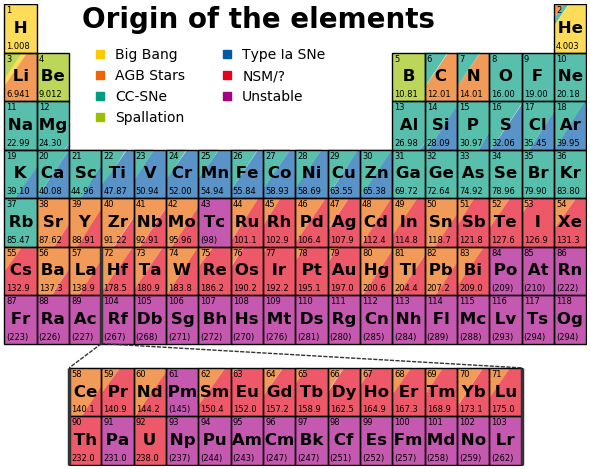 Origin of the elements
Big Bang
AGB Stars
CC-SNe
Spallation
Type Ia SNe
NSM/?
Unstable
1 2
H He
1.008 4.003
3 4 5 6 7 8 9 10
Li Be B C N O F Ne
6.941 9.012 10.81 12.01 14.01 16.00 19.00 20.18
11 12 13 14 15 16 17 18
Na Mg Al Si P S Cl Ar
22.99 24.30 26.98 28.09 30.97 32.06 35.45 39.95
19 20 21 22 23 24 25 26 27 28 29 30 31 32 33 34 35 36
K Ca Sc Ti V Cr Mn Fe Co Ni Cu Zn Ga Ge As Se Br Kr
39.10 40.08 44.96 47.87 50.94 52.00 54.94 55.84 58.93 58.69 63.55 65.38 69.72 72.64 74.92 78.96 79.90 83.80
37 38 39 40 41 42 43 44 45 46 47 48 49 50 51 52 53 54
Rb Sr Y Zr Nb Mo Tc Ru Rh Pd Ag Cd In Sn Sb Te I Xe
85.47 87.62 88.91 91.22 92.91 95.96 (98) 101.1 102.9 106.4 107.9 112.4 114.8 118.7 121.8 127.6 126.9 131.3
55 56 57 72 73 74 75 76 77 78 79 80 81 82 83 84 85 86
Cs Ba La Hf Ta W Re Os Ir Pt Au Hg Tl Pb Bi Po At Rn
132.9 137.3 138.9 178.5 180.9 183.8 186.2 190.2 192.2 195.1 197.0 200.6 204.4 207.2 209.0 (209) (210) (222)
87 88 89 104 105 106 107 108 109 110 111 112 113 114 115 116 117 118
Fr Ra Ac Rf Db Sg Bh Hs Mt Ds Rg Cn Nh Fl Mc Lv Ts Og
(223) (226) (227) (267) (268) (271) (272) (270) (276) (281) (280) (285) (284) (289) (288) (293) (294) (294)
58 59 60 61 62 63 64 65 66 67 68 69 70 71
Ce Pr Nd Pm Sm Eu Gd Tb Dy Ho Er Tm Yb Lu
140.1 140.9 144.2 (145) 150.4 152.0 157.2 158.9 162.5 164.9 167.3 168.9 173.1 175.0
90 91 92 93 94 95 96 97 98 99 100 101 102 103
Th Pa U Np Pu Am Cm Bk Cf Es Fm Md No Lr
232.0 231.0 238.0 (237) (244) (243) (247) (247) (251) (252) (257) (258) (259) (262)